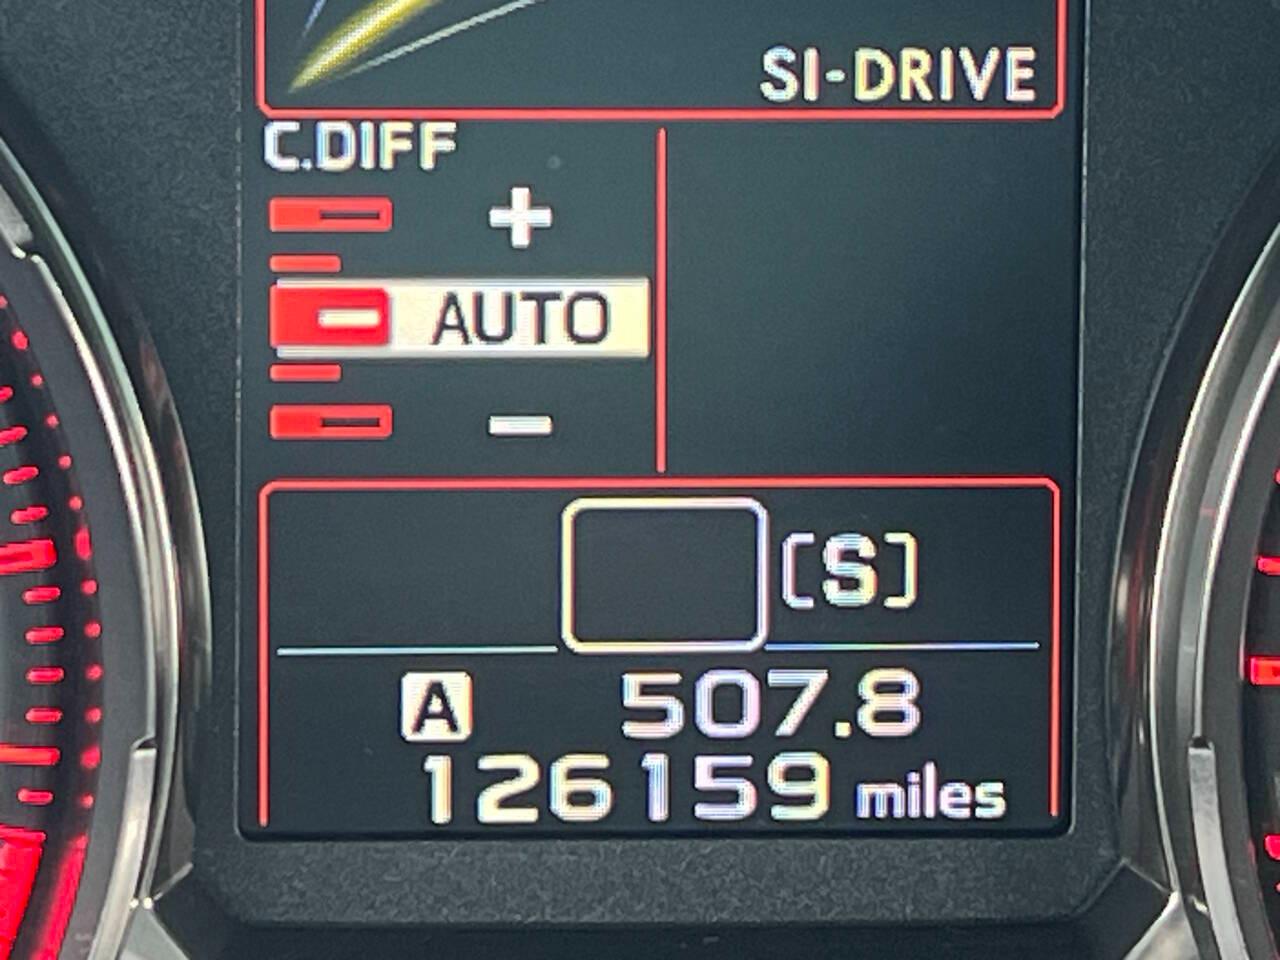 SI-DRIVE
C.DIFF
+
AUTO
-
[S]
A 507.8
126159 miles